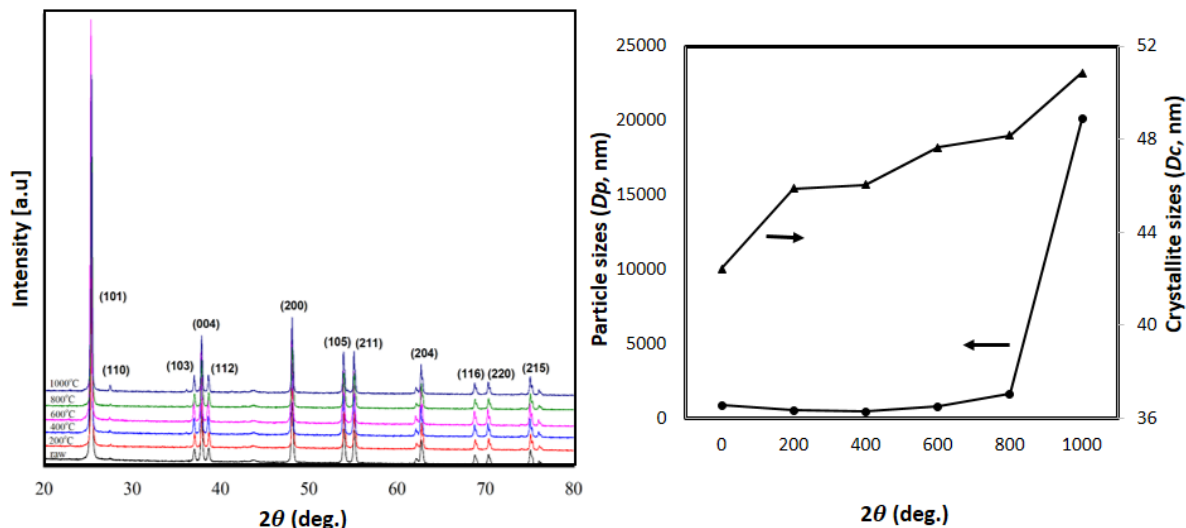 Intensity [a.u]
(101)
(110)
(103)
(004)
(112)
(200)
(105)
(211)
(204)
(116)
(220)
(215)
1000°C
800°C
600°C
400°C
200°C
raw
20 30 40 50 60 70 80
2θ (deg.)
Particle sizes (Dp, nm)
25000
20000
15000
10000
5000
0
52
48
44
40
36
Crystallite sizes (Dc, nm)
0 200 400 600 800 1000
2θ (deg.)